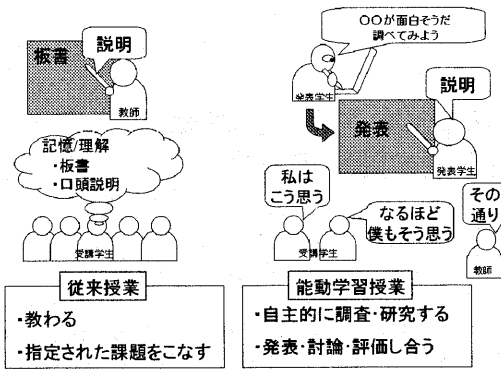 板書
説明
教師
記憶/理解
・板書
・口頭説明
受講学生
従来授業
・教わる
・指定された課題をこなす
〇〇が面白そうだ
調べてみよう
発表学生
説明
発表
発表学生
私は
こう思う
なるほど
僕もそう思う
その
通り
受講学生
教師
能動学習授業
・自主的に調査・研究する
・発表・討論・評価し合う